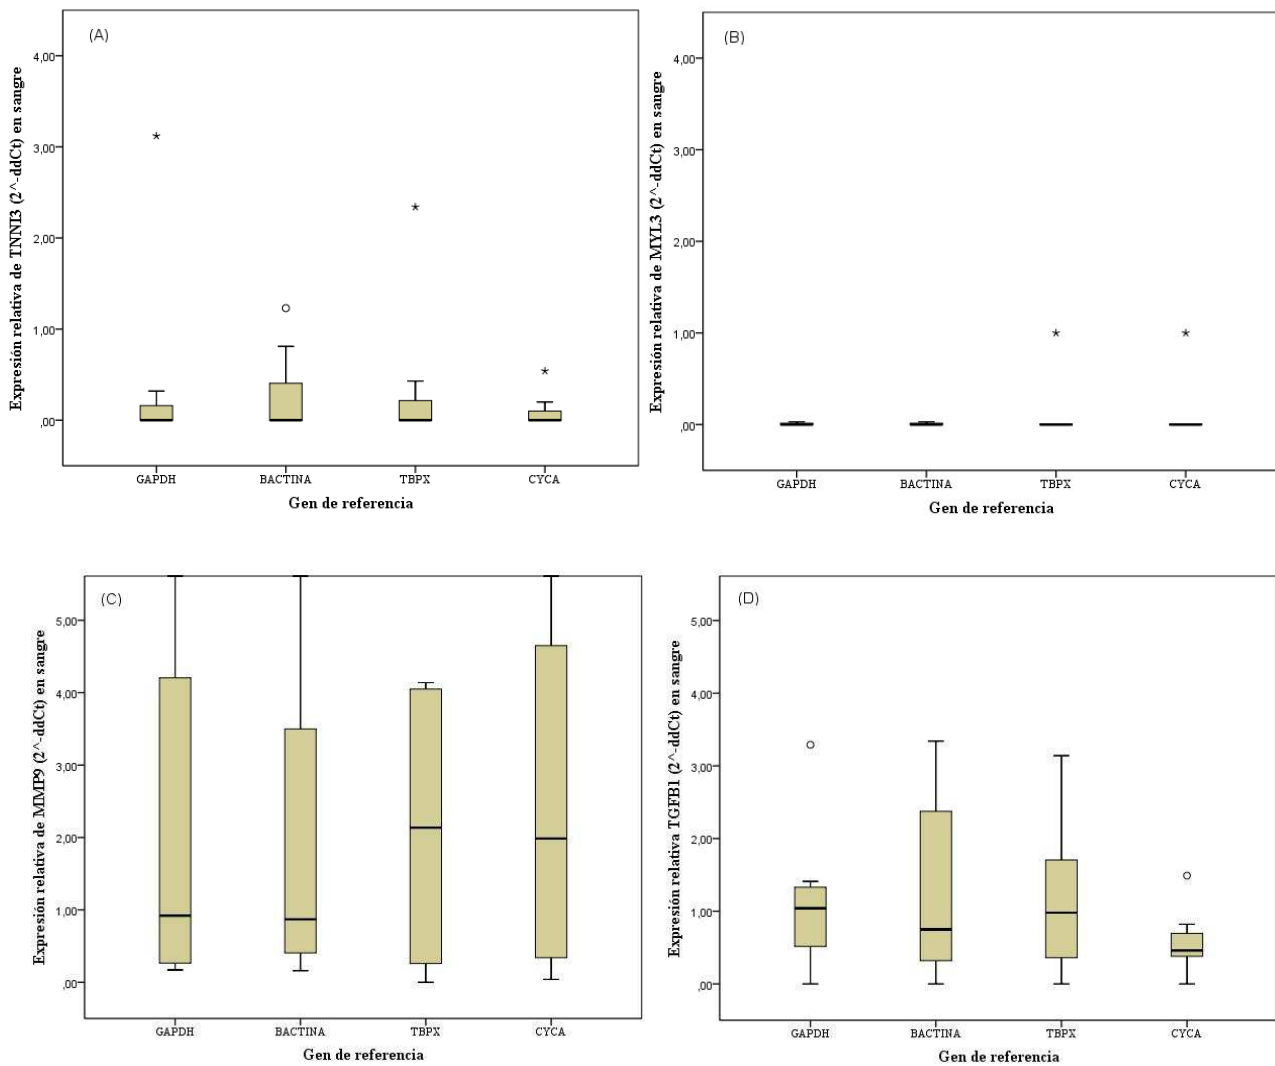 (A)
Expresión relativa de TNNI3 (2^-ddCt) en sangre
4,00
3,00
2,00
1,00
,00
GAPDH BACTINA TBPX CYCA
Gen de referencia
(B)
Expresión relativa de MYL3 (2^-ddCt) en sangre
4,00
3,00
2,00
1,00
,00
GAPDH BACTINA TBPX CYCA
Gen de referencia
(C)
Expresión relativa de MMP9 (2^-ddCt) en sangre
5,00
4,00
3,00
2,00
1,00
,00
GAPDH BACTINA TBPX CYCA
Gen de referencia
(D)
Expresión relativa TGFB1 (2^-ddCt) en sangre
5,00
4,00
3,00
2,00
1,00
,00
GAPDH BACTINA TBPX CYCA
Gen de referencia